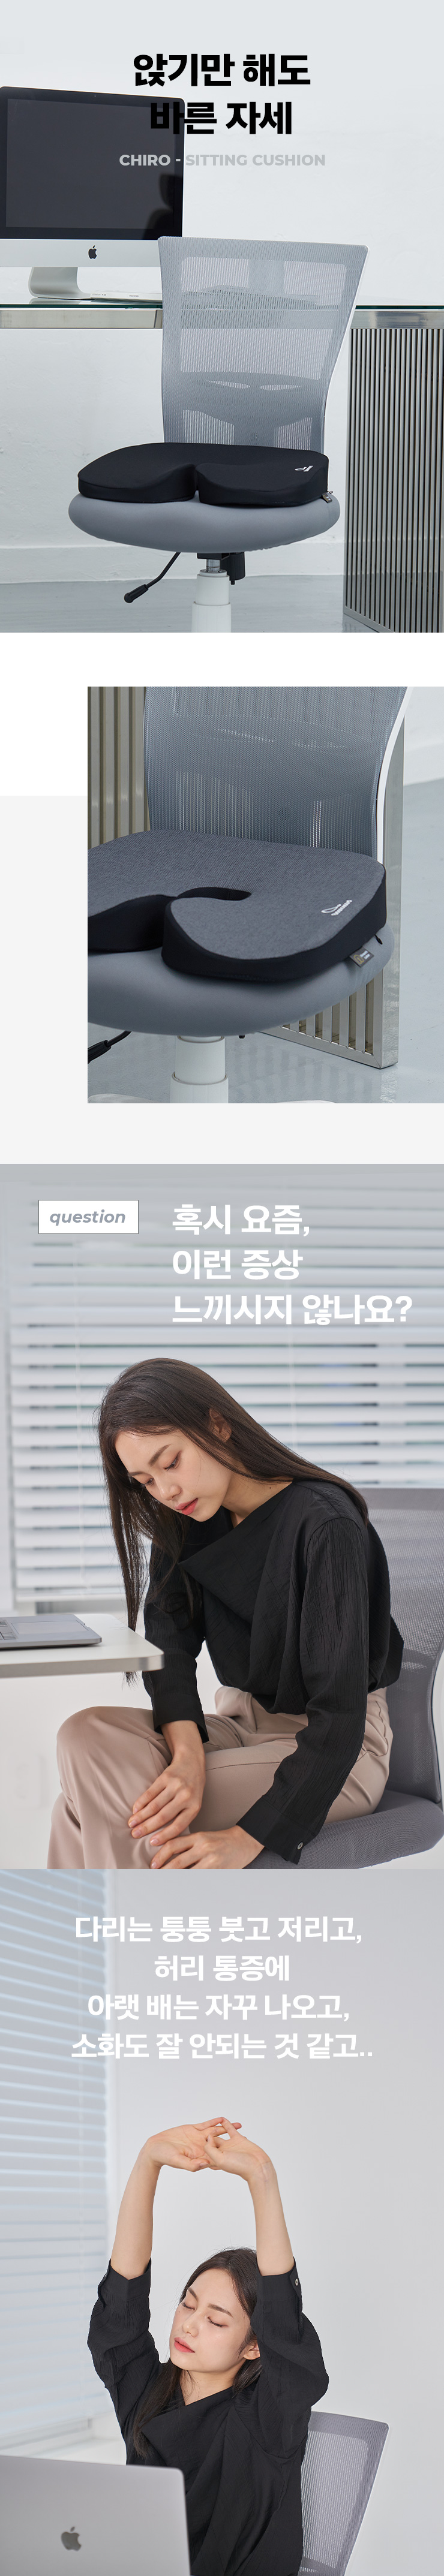 앉기만 해도
바른 자세
CHIRO - SITTING CUSHION
question
혹시 요즘,
이런 증상
느끼시지 않나요?
다리는 퉁퉁 붓고 저리고,
허리 통증에
아랫 배는 자꾸 나오고,
소화도 잘 안되는 것 같고..